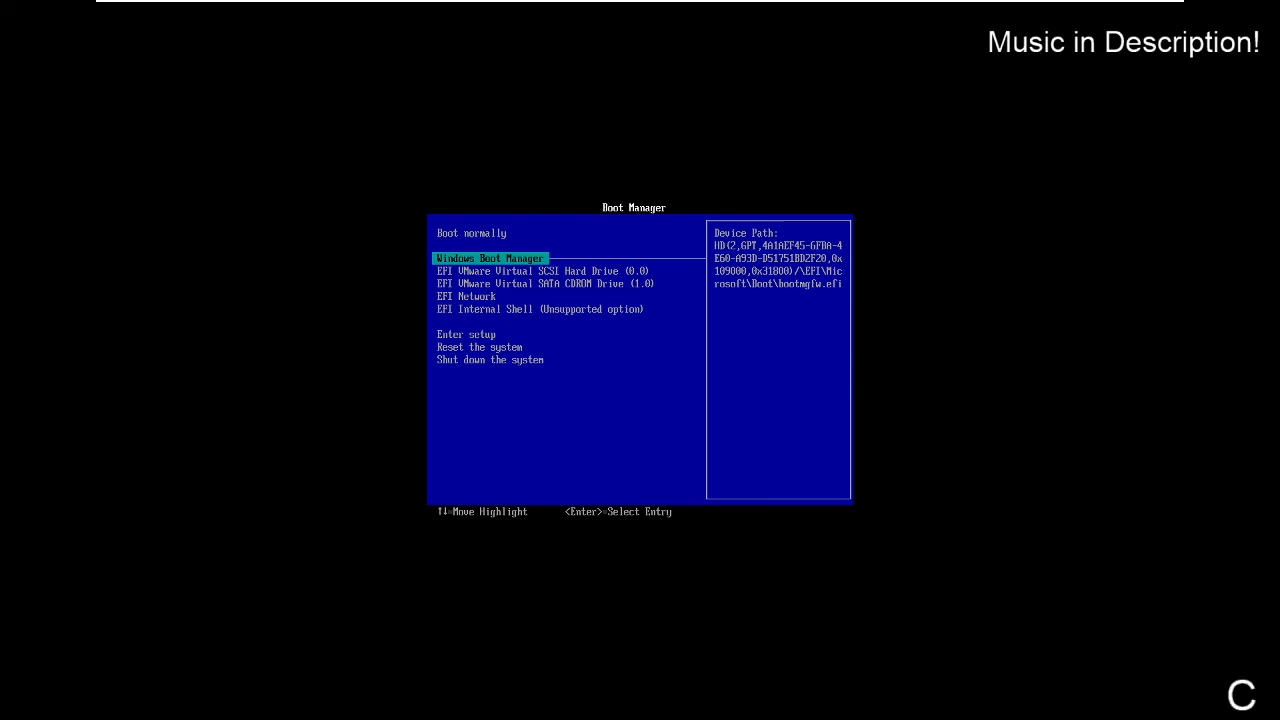 Music in Description!
Boot Manager
Boot normally
Windows Boot Manager
EFI VMware Virtual SCSI Hard Drive (0.0)
EFI VMware Virtual SATA CDROM Drive (1.0)
EFI Network
EFI Internal Shell (Unsupported option)
Enter setup
Reset the system
Shut down the system
Device Path:
HD(2,GPT,4A1AEF45-6FBA-4
E60-A93D-D51751BD2F20,0x
109000,0x31800)/\EFI\Mic
rosoft\Boot\bootmgfw.efi
↑↓=Move Highlight <Enter>=Select Entry
C